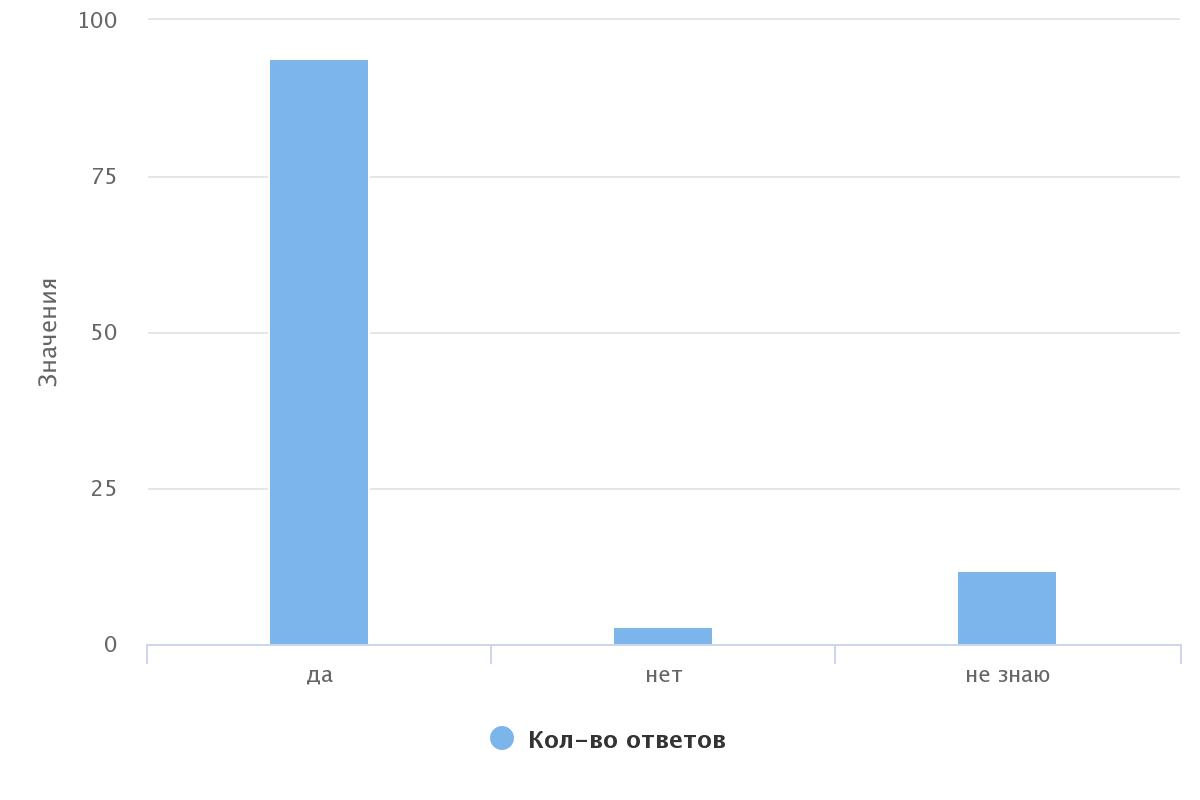 100
75
50
25
0
Значения
да
нет
не знаю
Кол-во ответов